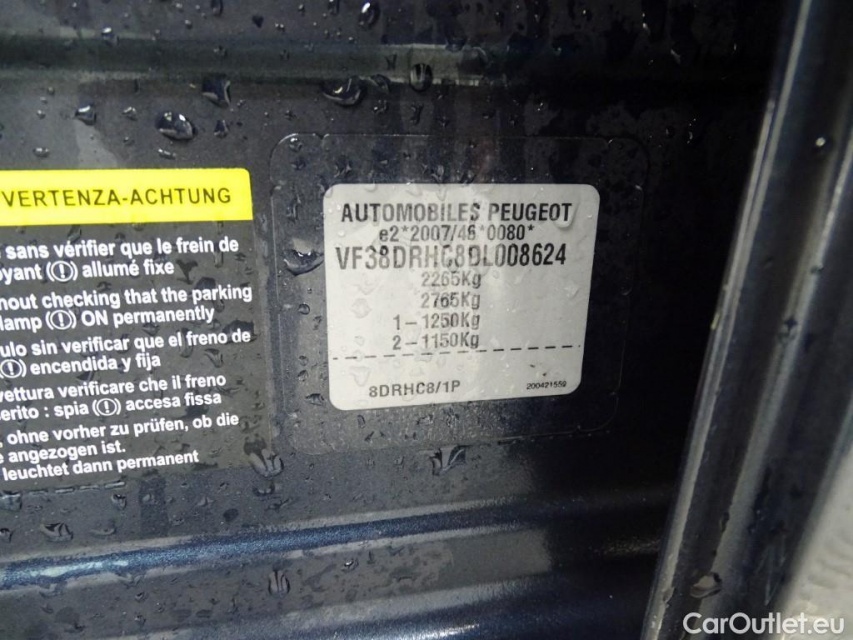 VERTENZA-ACHTUNG
sans vérifier que le frein de
oyant (!) allumé fixe
hout checking that the parking
lamp (!) ON permanently
ulo sin verificar que el freno de
(!) encendida y fija
vettura verificare che il freno
erito : spia (!) accesa fissa
, ohne vorher zu prüfen, ob die
e angezogen ist.
leuchtet dann permanent
AUTOMOBILES PEUGEOT
e2*2007/46*0080*
VF38DRHC8DL008624
2265Kg
2765Kg
1-1250Kg
2-1150Kg
8DRHC8/1P
200421559
CarOutlet.eu